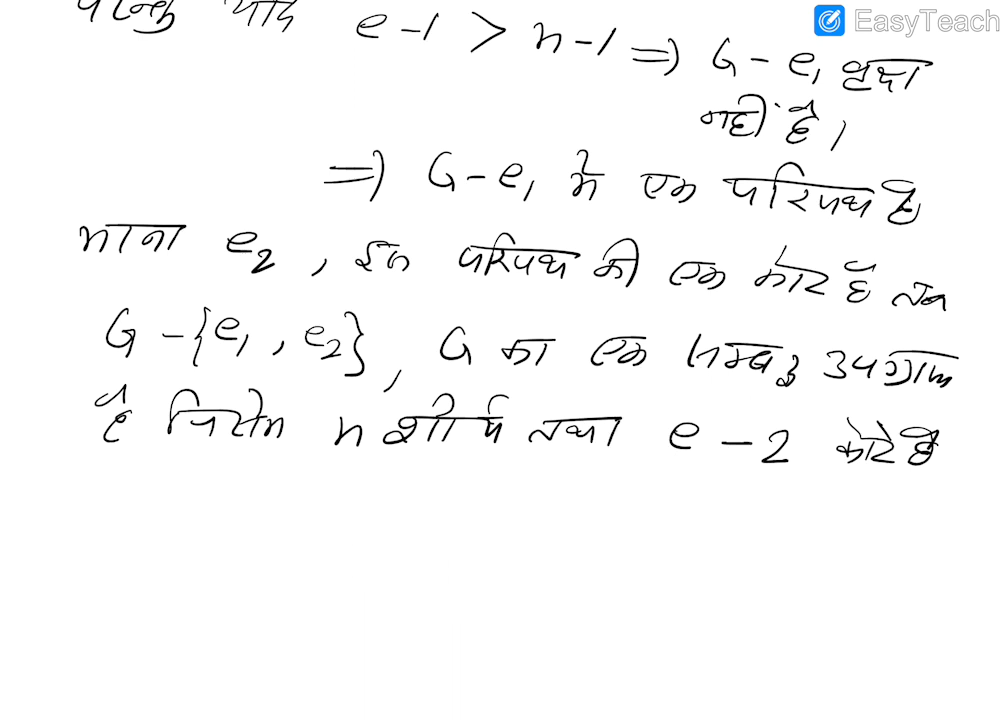 EasyTeach
परन्तु यदि e-1 > n-1 => G - e₁ वृक्ष
नहीं है।
=> G-e₁ में एक परिपथ है
माना e₂, इस परिपथ की एक कोर है तब
G -{e₁, e₂}, G का एक सम्बद्ध उपग्राफ
है जिसमें n शीर्ष तथा e-2 कोरे है